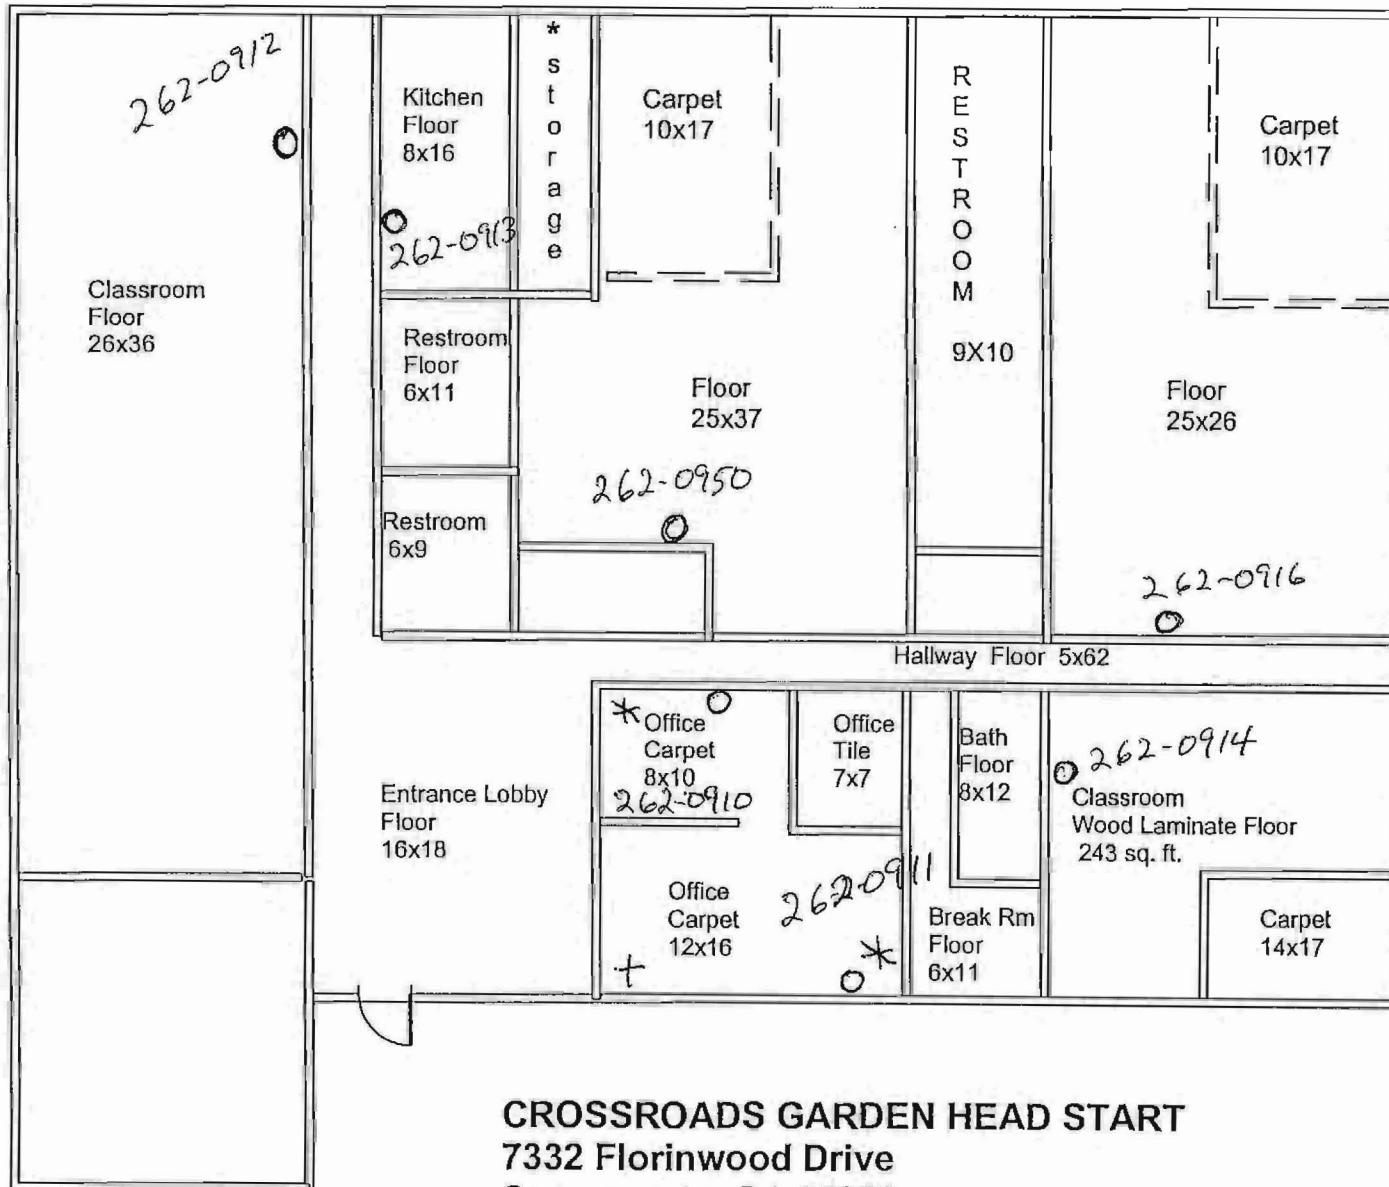 262-0912
Classroom
Floor
26x36
Kitchen
Floor
8x16
262-0913
*storage
Carpet
10x17
RESTROOM
9X10
Carpet
10x17
Restroom
Floor
6x11
Floor
25x37
Floor
25x26
262-0950
Restroom
6x9
262-0916
Hallway Floor 5x62
* Office
Carpet
8x10
262-0910
Office
Tile
7x7
Bath
Floor
8x12
262-0914
Classroom
Wood Laminate Floor
243 sq. ft.
Entrance Lobby
Floor
16x18
Office
Carpet
12x16
262-0911
*
+
Break Rm
Floor
6x11
Carpet
14x17
CROSSROADS GARDEN HEAD START
7332 Florinwood Drive